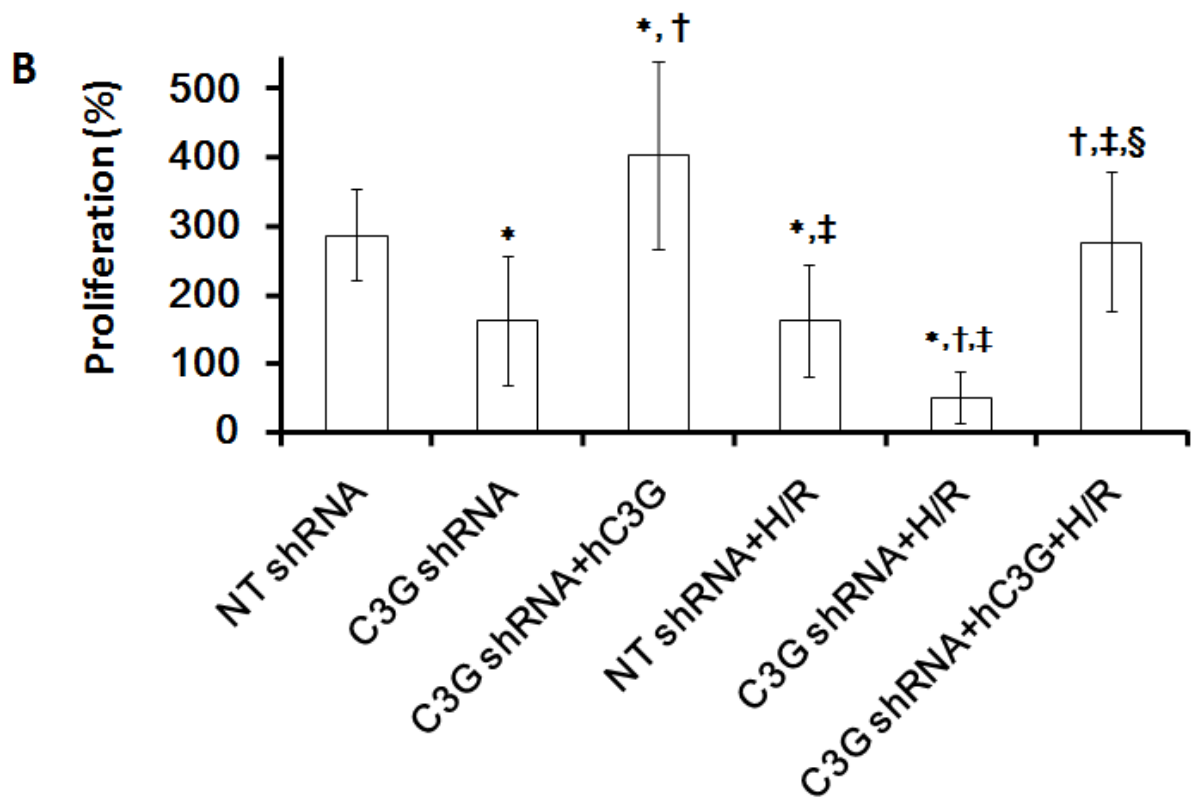 B
Proliferation (%)
500
400
300
200
100
0
*, †
*
*,‡
*,†,‡
†,‡,§
NT shRNA
C3G shRNA
C3G shRNA+hC3G
NT shRNA+H/R
C3G shRNA+H/R
C3G shRNA+hC3G+H/R